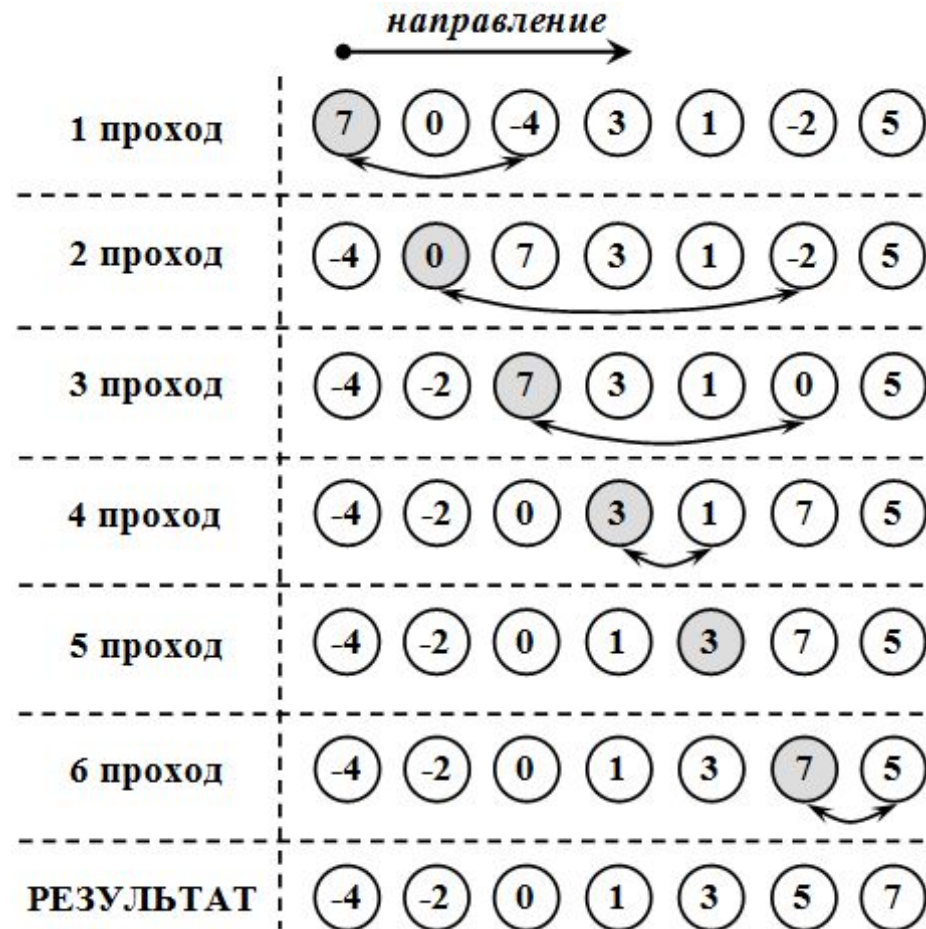 направление
1 проход 7 0 -4 3 1 -2 5
2 проход -4 0 7 3 1 -2 5
3 проход -4 -2 7 3 1 0 5
4 проход -4 -2 0 3 1 7 5
5 проход -4 -2 0 1 3 7 5
6 проход -4 -2 0 1 3 7 5
РЕЗУЛЬТАТ -4 -2 0 1 3 5 7